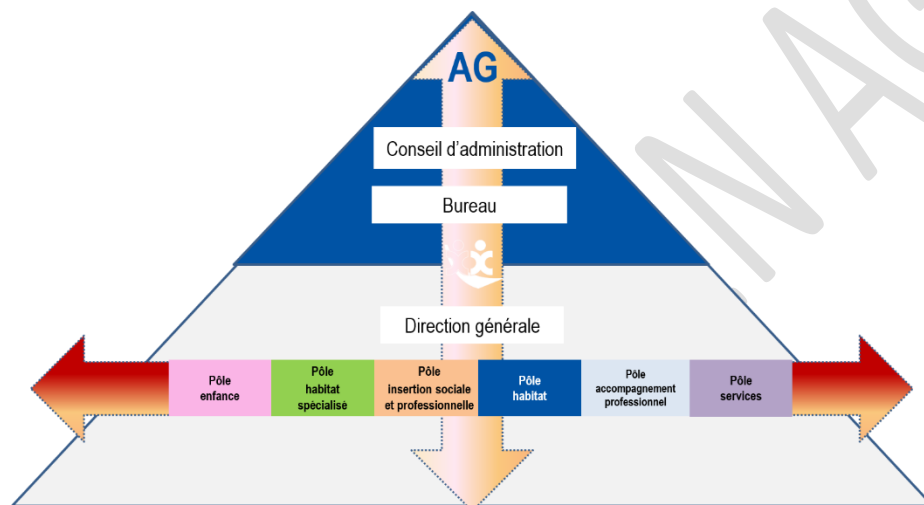 AG
Conseil d'administration
Bureau
Direction générale
Pôle
enfance
Pôle
habitat
spécialisé
Pôle
insertion sociale
et professionnelle
Pôle
habitat
Pôle
accompagnement
professionnel
Pôle
services
N AG